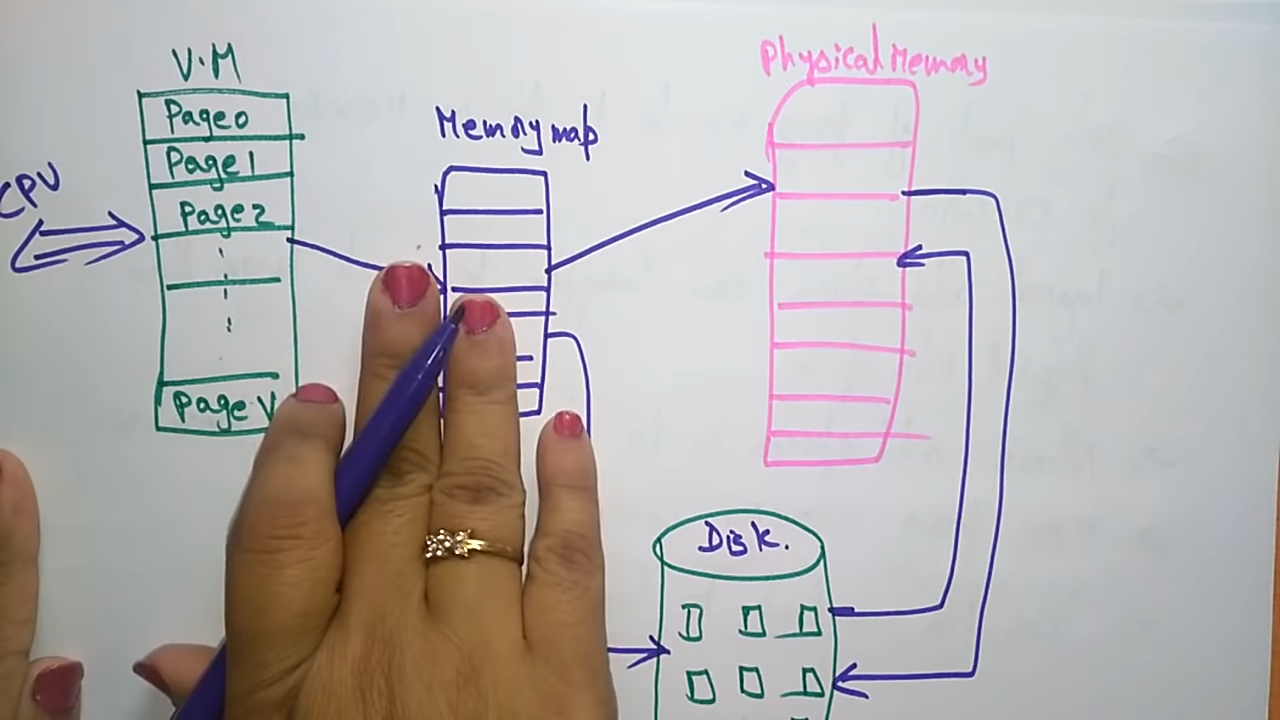 V.M
Page0
Page1
Page2
Page V
CPU
Memory map
Physical Memory
Disk.